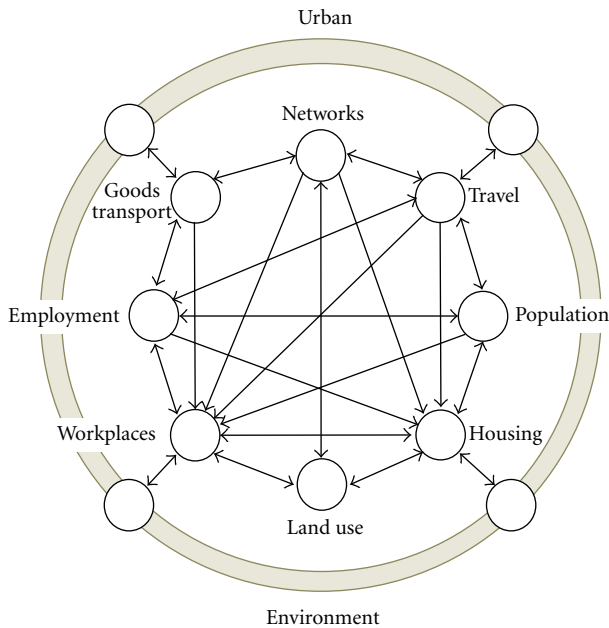 Urban
Networks
Goods
transport
Travel
Employment
Population
Workplaces
Housing
Land use
Environment